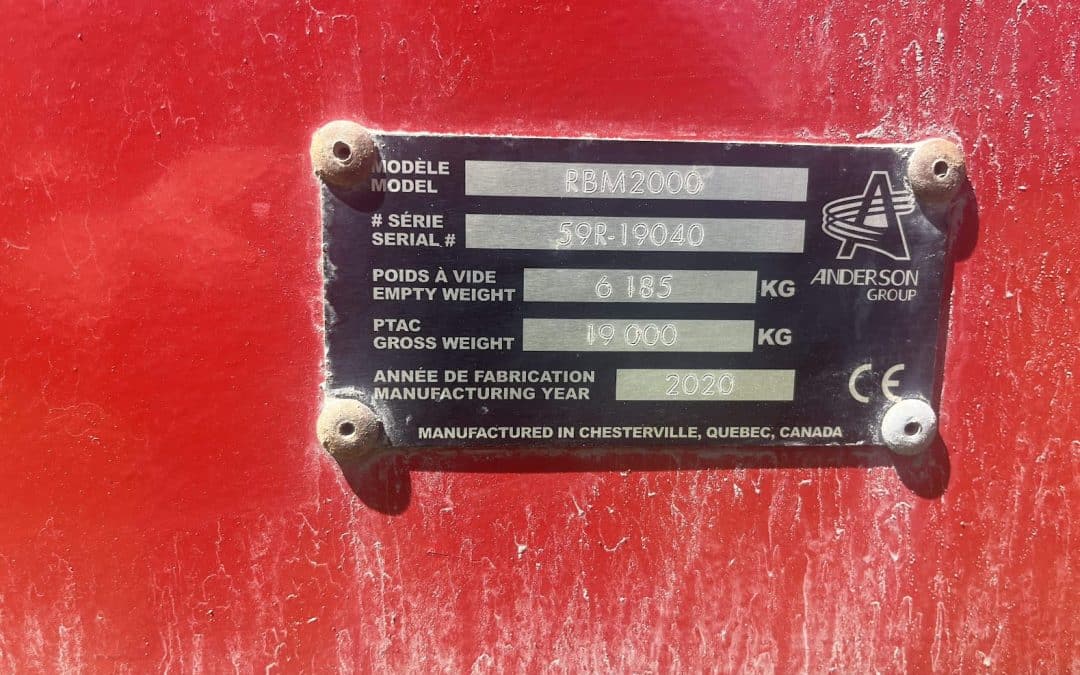 MODÈLE
MODEL RBM2000
# SÉRIE
SERIAL # 59R-19040
POIDS À VIDE
EMPTY WEIGHT 6 185 KG
PTAC
GROSS WEIGHT 19 000 KG
ANNÉE DE FABRICATION
MANUFACTURING YEAR 2020
ANDERSON
GROUP
CE
MANUFACTURED IN CHESTERVILLE, QUEBEC, CANADA